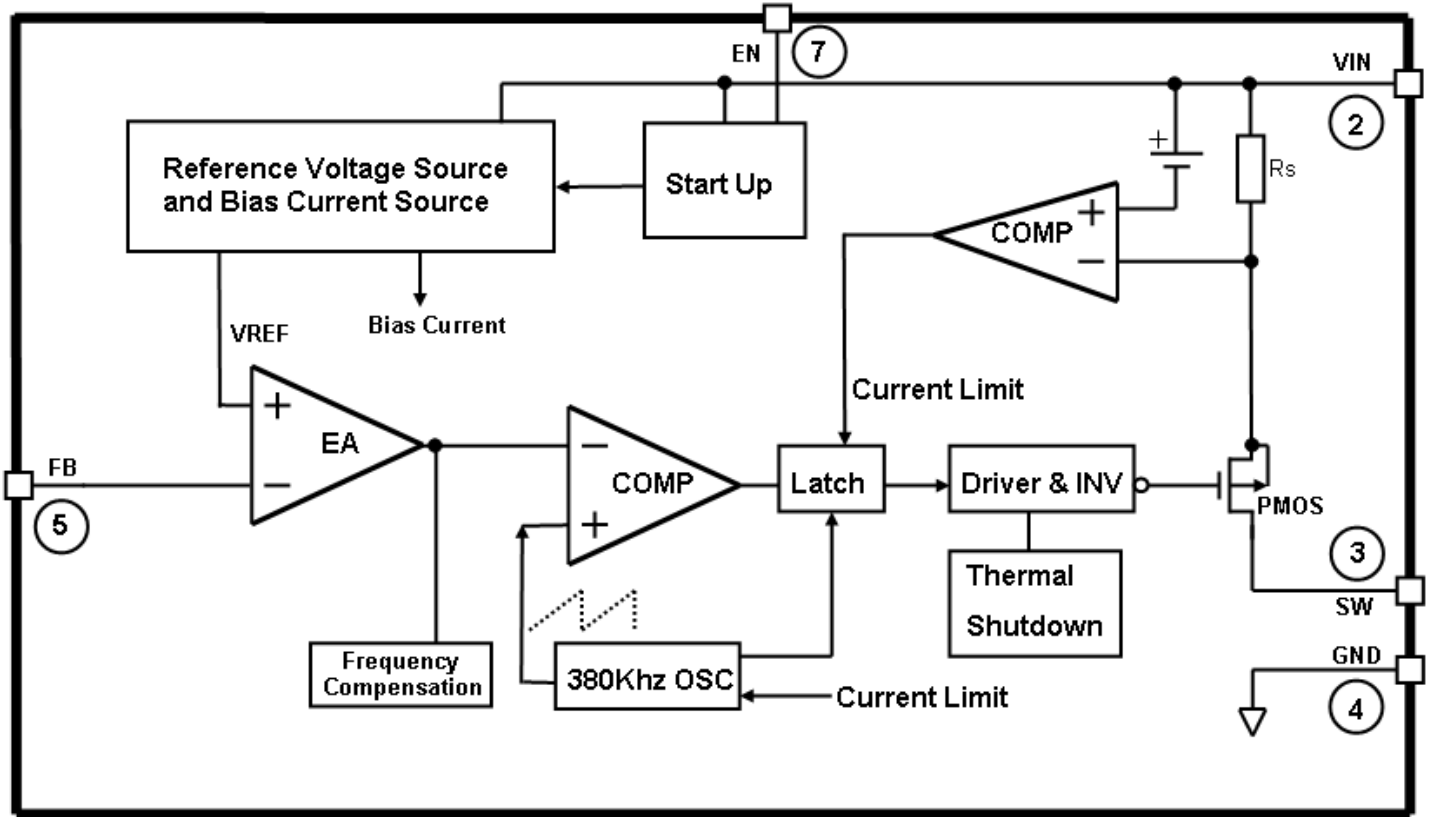 EN
7
VIN
2
Reference Voltage Source
and Bias Current Source
Start Up
+
Rs
+
COMP
−
VREF
Bias Current
Current Limit
+
EA
−
FB
5
−
COMP
+
Latch
Driver & INV
PMOS
Thermal
Shutdown
3
SW
Frequency
Compensation
380Khz OSC
Current Limit
GND
4